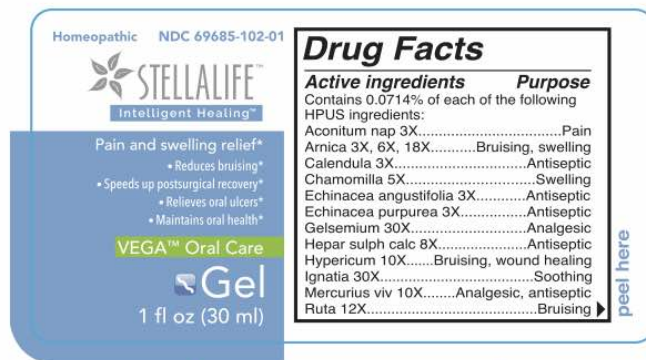 Homeopathic NDC 69685-102-01
STELLALIFE™
Intelligent Healing™
Pain and swelling relief*
• Reduces bruising*
• Speeds up postsurgical recovery*
• Relieves oral ulcers*
• Maintains oral health*
VEGA™ Oral Care
Gel
1 fl oz (30 ml)
Drug Facts
Active ingredients Purpose
Contains 0.0714% of each of the following
HPUS ingredients:
Aconitum nap 3X......................................Pain
Arnica 3X, 6X, 18X...........Bruising, swelling
Calendula 3X.................................Antiseptic
Chamomilla 5X................................Swelling
Echinacea angustifolia 3X............Antiseptic
Echinacea purpurea 3X................Antiseptic
Gelsemium 30X............................Analgesic
Hepar sulph calc 8X.....................Antiseptic
Hypericum 10X.......Bruising, wound healing
Ignatia 30X......................................Soothing
Mercurius viv 10X........Analgesic, antiseptic
Ruta 12X..........................................Bruising
peel here